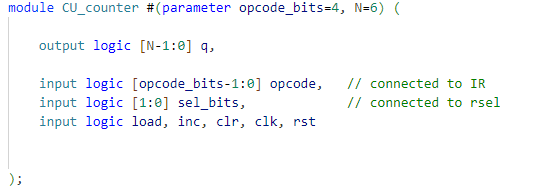 module CU_counter #(parameter opcode_bits=4, N=6) (
output logic [N-1:0] q,
input logic [opcode_bits-1:0] opcode,   // connected to IR
input logic [1:0] sel_bits,             // connected to rsel
input logic load, inc, clr, clk, rst
);